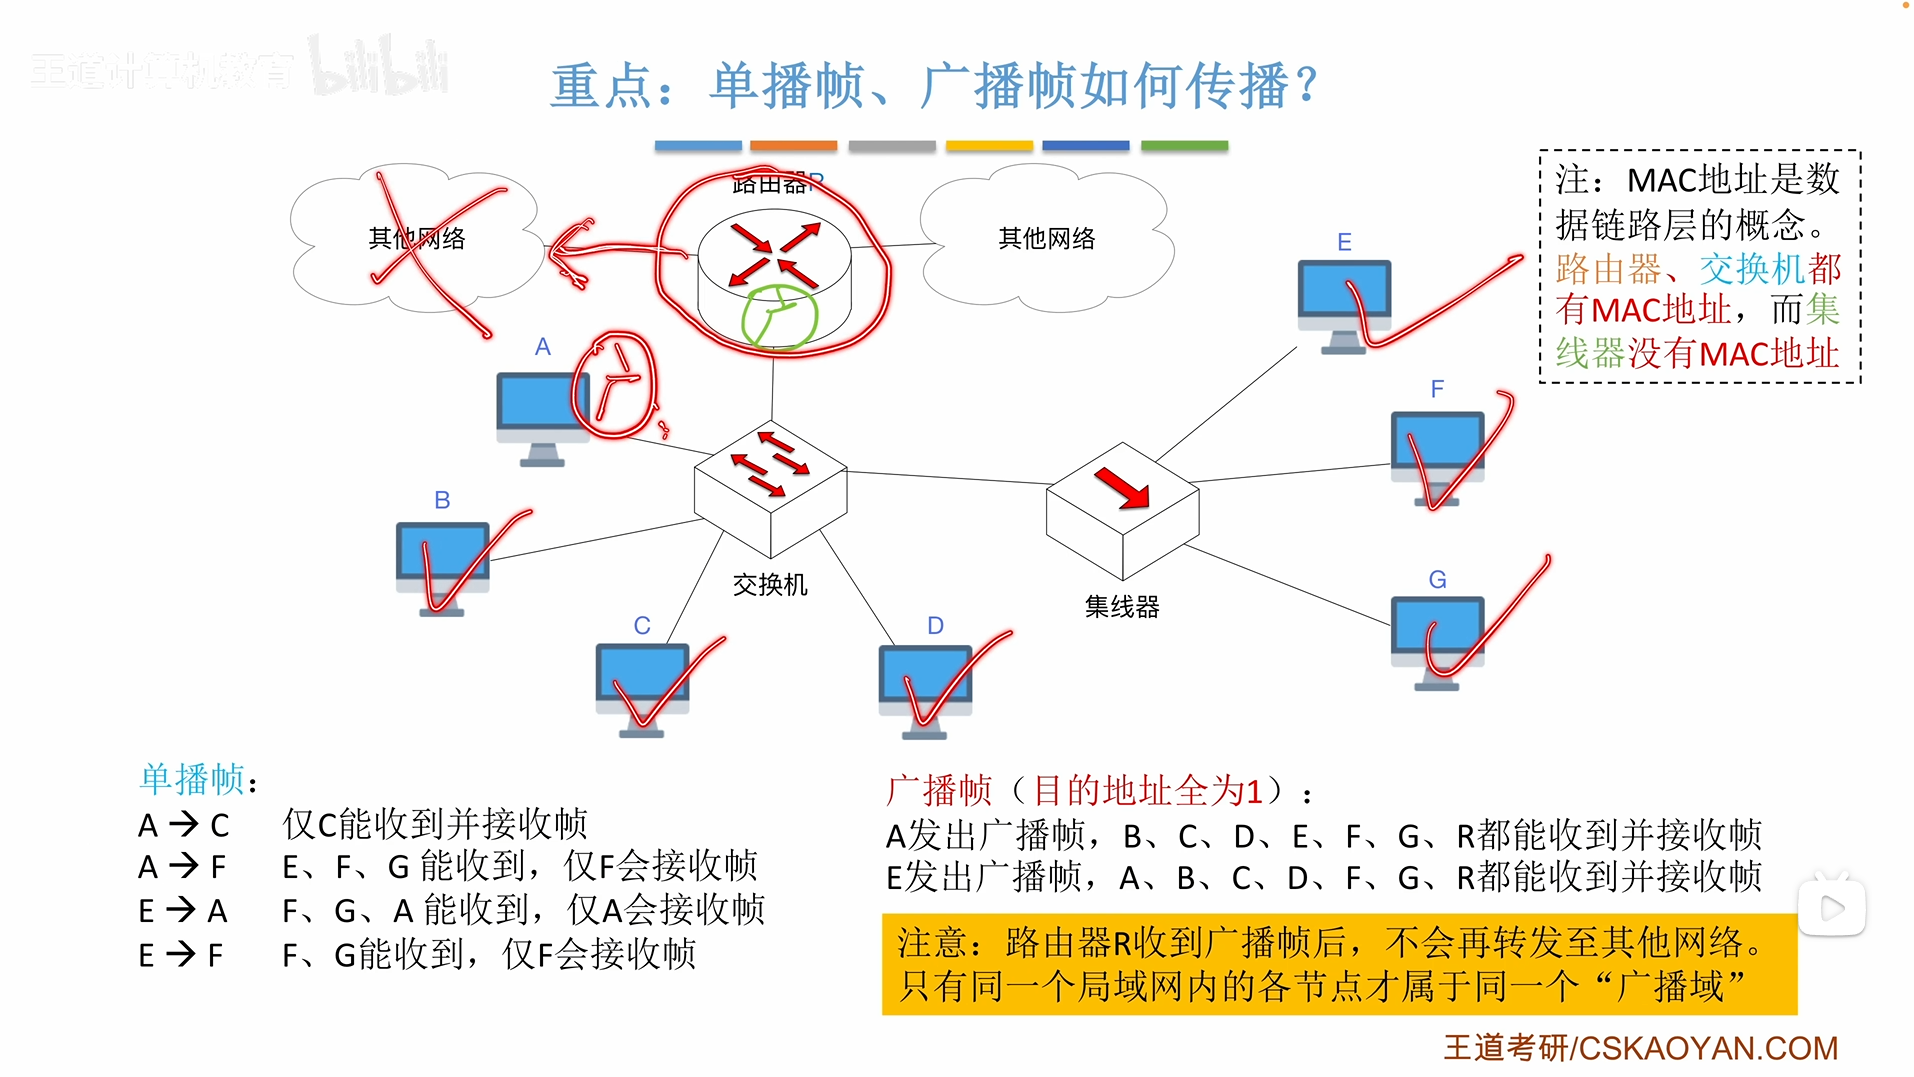 王道计算机教育 bilibili
重点：单播帧、广播帧如何传播？
路由器R
其他网络
其他网络
注：MAC地址是数
据链路层的概念。
路由器、交换机都
有MAC地址，而集
线器没有MAC地址
A
广
广
E
F
B
交换机
集线器
G
C
D
单播帧：
A → C 仅C能收到并接收帧
A → F E、F、G 能收到，仅F会接收帧
E → A F、G、A 能收到，仅A会接收帧
E → F F、G能收到，仅F会接收帧
广播帧（目的地址全为1）：
A发出广播帧，B、C、D、E、F、G、R都能收到并接收帧
E发出广播帧，A、B、C、D、F、G、R都能收到并接收帧
注意：路由器R收到广播帧后，不会再转发至其他网络。
只有同一个局域网内的各节点才属于同一个“广播域”
王道考研/CSKAOYAN.COM